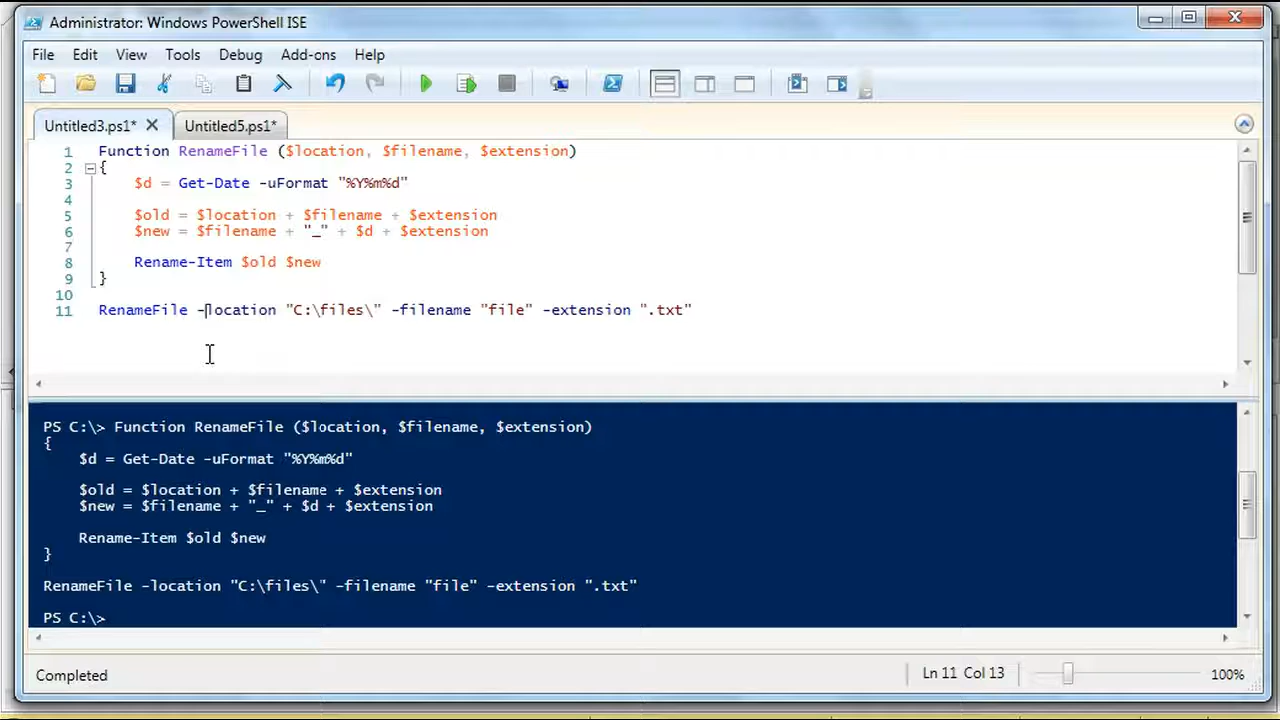 Administrator: Windows PowerShell ISE
File Edit View Tools Debug Add-ons Help
Untitled3.ps1* Untitled5.ps1*
1 Function RenameFile ($location, $filename, $extension)
2 {
3 $d = Get-Date -uFormat "%Y%m%d"
4
5 $old = $location + $filename + $extension
6 $new = $filename + "_" + $d + $extension
7
8 Rename-Item $old $new
9 }
10
11 RenameFile -location "C:\files\" -filename "file" -extension ".txt"
PS C:\> Function RenameFile ($location, $filename, $extension)
{
$d = Get-Date -uFormat "%Y%m%d"
$old = $location + $filename + $extension
$new = $filename + "_" + $d + $extension
Rename-Item $old $new
}
RenameFile -location "C:\files\" -filename "file" -extension ".txt"
PS C:\>
Completed Ln 11 Col 13 100%